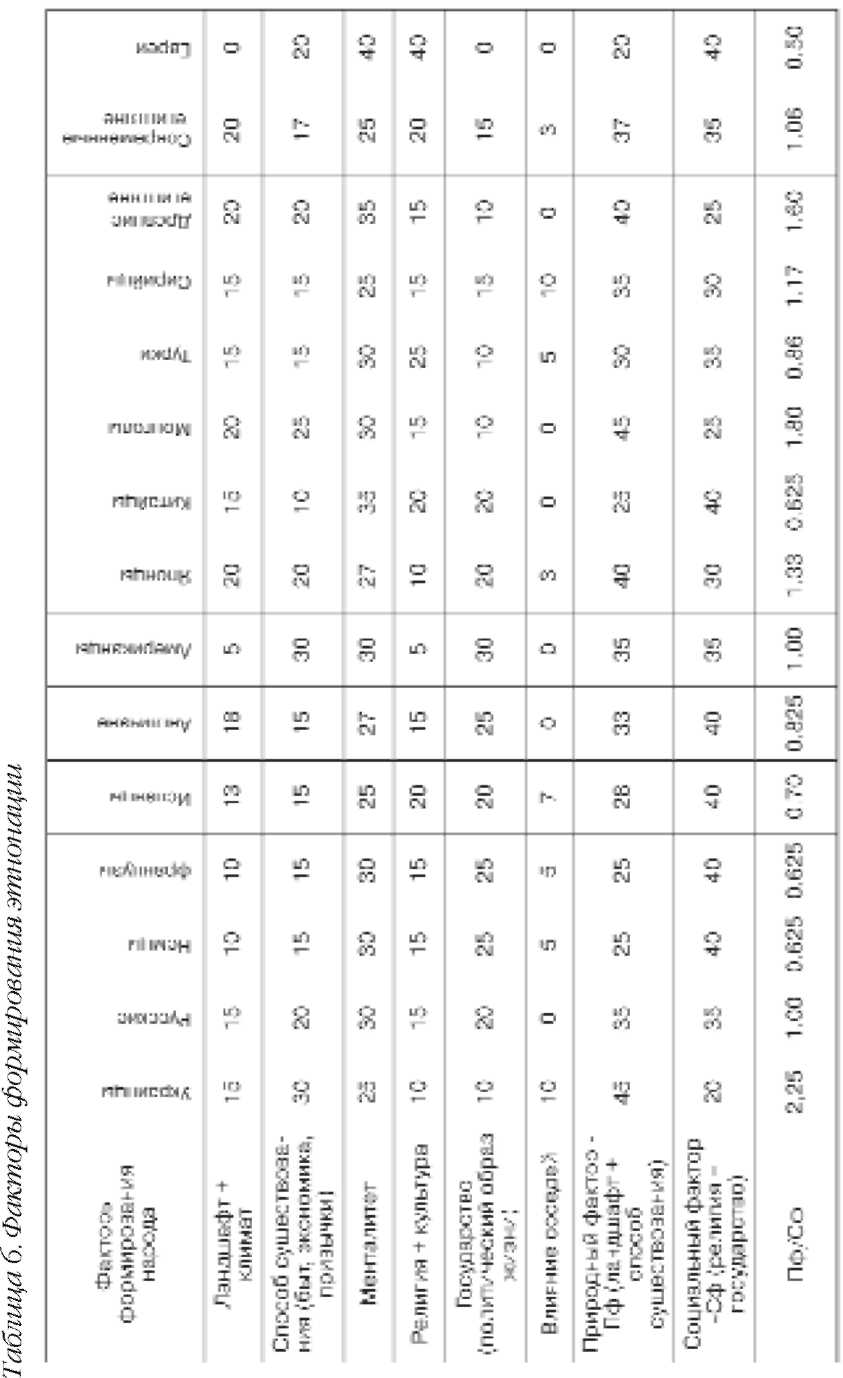 Таблица 6. Факторы формирования этнонации
Факторы
формирования
народа
Украинцы
Русские
Немцы
Французы
Испанцы
Англичане
Американцы
Японцы
Китайцы
Монголы
Турки
Сирийцы
Древние
египтяне
Современные
египтяне
Евреи
Ландшафт +
климат
15 15 10 10 13 18 5 20 15 20 15 15 20 20 0
Способ существова-
ния (быт, экономика,
привычки)
30 20 15 15 15 15 30 20 10 25 15 15 20 17 20
Менталитет 25 30 30 30 25 27 30 27 35 30 30 25 35 25 40
Религия + культура 10 15 15 15 20 15 5 10 20 15 25 15 15 20 40
Государство
(политический образ
жизни)
10 20 25 25 20 25 30 20 20 10 10 15 10 15 0
Влияние соседей 10 0 5 5 7 0 0 3 0 0 5 10 0 3 0
Природный фактор -
Пф (ландшафт +
способ
существования)
45 35 25 25 28 33 35 40 25 45 30 35 40 37 20
Социальный фактор
-Сф (религия –
государство)
20 35 40 40 40 40 35 30 40 25 35 30 25 35 40
Пф/Сф 2,25 1.00 0.625 0.625 0.70 0.825 1.00 1.33 0.625 1.80 0.86 1.17 1.60 1.06 0.50